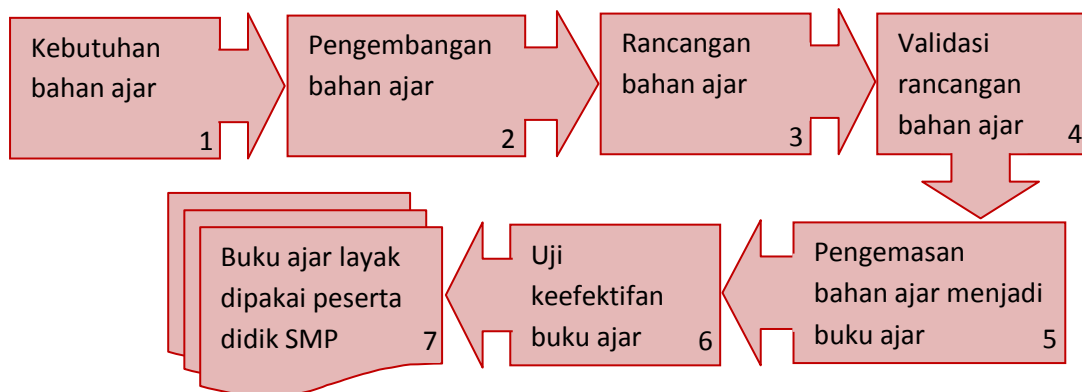 Kebutuhan
bahan ajar
1
Pengembangan
bahan ajar
2
Rancangan
bahan ajar
3
Validasi
rancangan
bahan ajar
4
Pengemasan
bahan ajar menjadi
buku ajar
5
Uji
keefektifan
buku ajar
6
Buku ajar layak
dipakai peserta
didik SMP
7